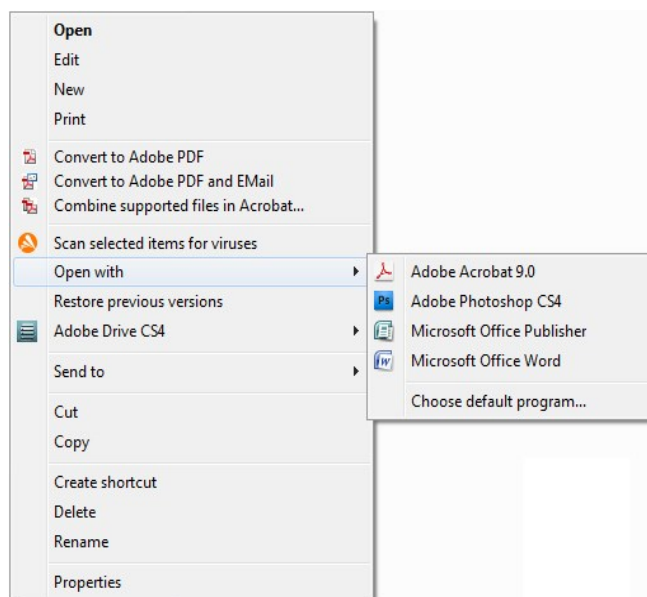 Open
Edit
New
Print
Convert to Adobe PDF
Convert to Adobe PDF and EMail
Combine supported files in Acrobat...
Scan selected items for viruses
Open with
Restore previous versions
Adobe Drive CS4
Send to
Cut
Copy
Create shortcut
Delete
Rename
Properties
Adobe Acrobat 9.0
Ps Adobe Photoshop CS4
Microsoft Office Publisher
Microsoft Office Word
Choose default program...